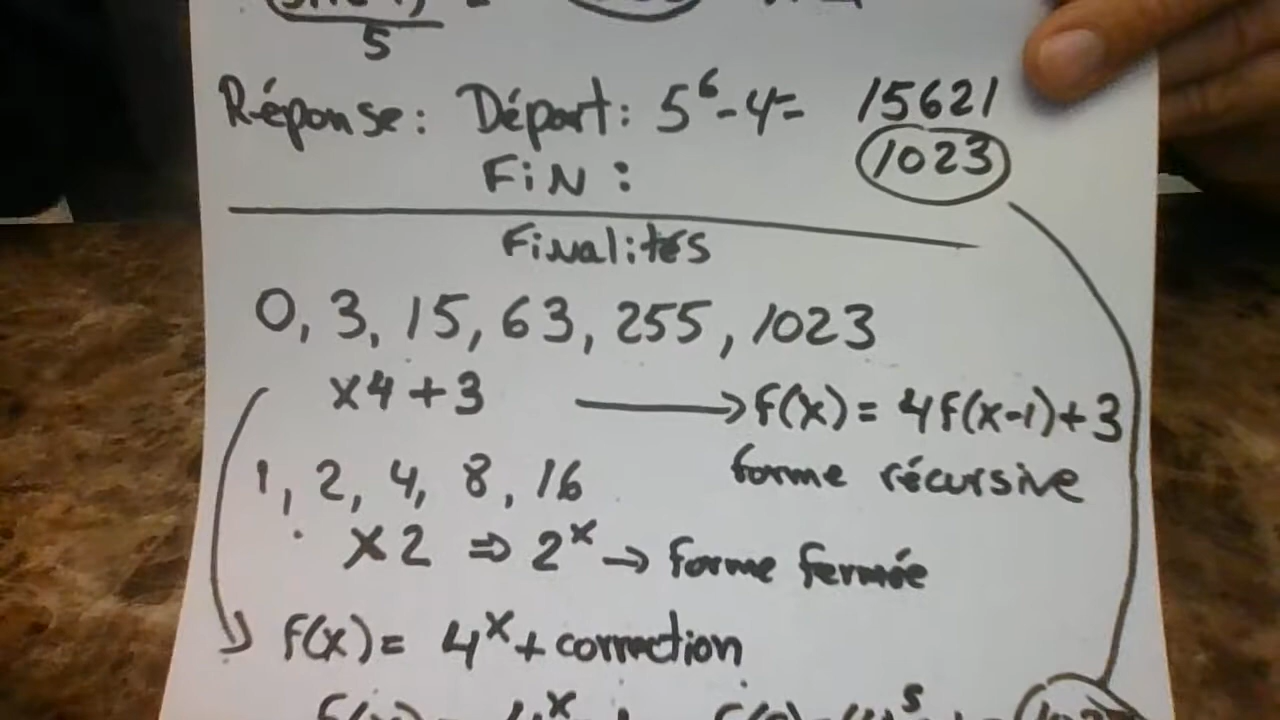 5
Réponse: Départ: 5⁶-4= 15621
FiN: 1023
Finalités
0, 3, 15, 63, 255, 1023
x4+3 → f(x)= 4f(x-1)+3
forme récursive
1, 2, 4, 8, 16
x2 ⇒ 2ˣ → forme fermée
f(x)= 4ˣ+correction